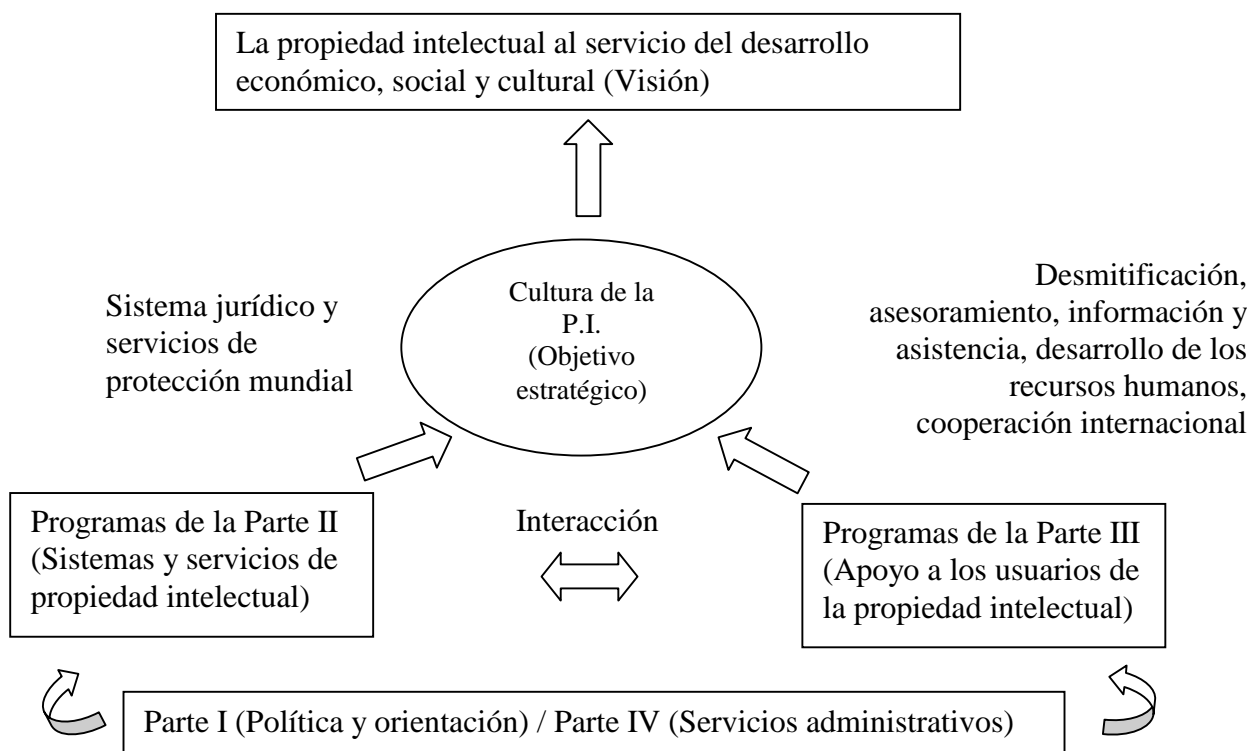 La propiedad intelectual al servicio del desarrollo
económico, social y cultural (Visión)
Sistema jurídico y
servicios de
protección mundial
Cultura de la
P.I.
(Objetivo
estratégico)
Desmitificación,
asesoramiento, información y
asistencia, desarrollo de los
recursos humanos,
cooperación internacional
Programas de la Parte II
(Sistemas y servicios de
propiedad intelectual)
Interacción
Programas de la Parte III
(Apoyo a los usuarios de
la propiedad intelectual)
Parte I (Política y orientación) / Parte IV (Servicios administrativos)